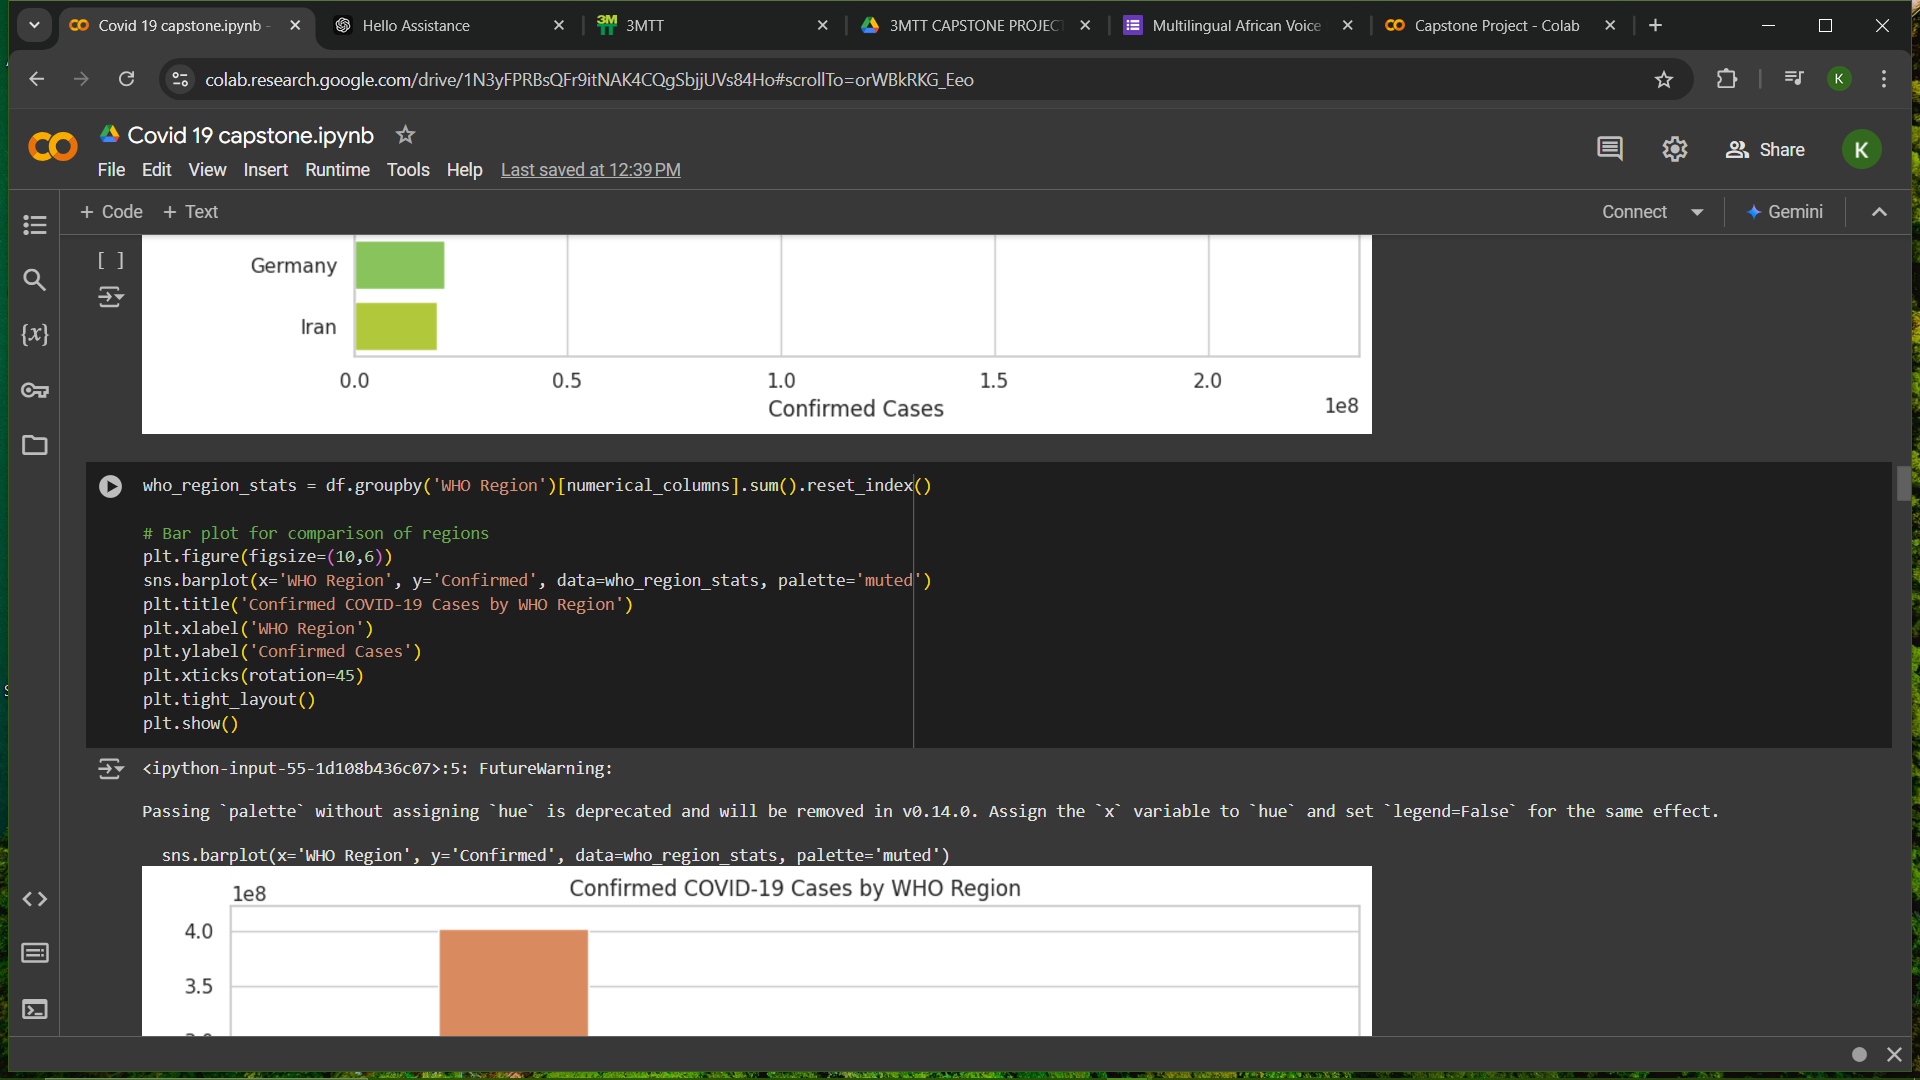 Covid 19 capstone.ipynb -
Hello Assistance
3MTT
3MTT CAPSTONE PROJECT
Multilingual African Voice
Capstone Project - Colab
colab.research.google.com/drive/1N3yFPRBsQFr9itNAK4CQgSbjjUVs84Ho#scrollTo=orWBkRKG_Eeo
K
Covid 19 capstone.ipynb
File Edit View Insert Runtime Tools Help Last saved at 12:39 PM
Share
K
+ Code + Text
Connect
Gemini
[ ]
Germany
Iran
0.0 0.5 1.0 1.5 2.0
Confirmed Cases
1e8
{x}
who_region_stats = df.groupby('WHO Region')[numerical_columns].sum().reset_index()
# Bar plot for comparison of regions
plt.figure(figsize=(10,6))
sns.barplot(x='WHO Region', y='Confirmed', data=who_region_stats, palette='muted')
plt.title('Confirmed COVID-19 Cases by WHO Region')
plt.xlabel('WHO Region')
plt.ylabel('Confirmed Cases')
plt.xticks(rotation=45)
plt.tight_layout()
plt.show()
<ipython-input-55-1d108b436c07>:5: FutureWarning:
Passing `palette` without assigning `hue` is deprecated and will be removed in v0.14.0. Assign the `x` variable to `hue` and set `legend=False` for the same effect.
sns.barplot(x='WHO Region', y='Confirmed', data=who_region_stats, palette='muted')
1e8
Confirmed COVID-19 Cases by WHO Region
4.0
3.5